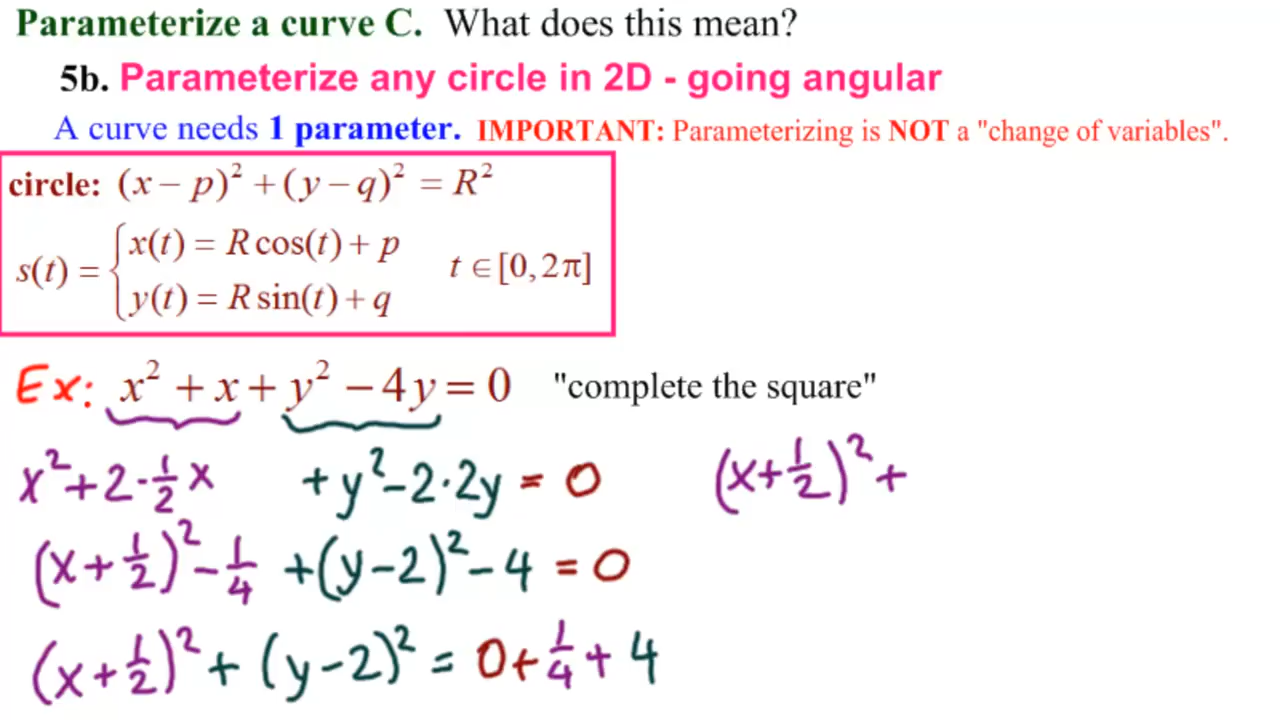 Parameterize a curve C. What does this mean?
5b. Parameterize any circle in 2D - going angular
A curve needs 1 parameter. IMPORTANT: Parameterizing is NOT a "change of variables".
circle: (x − p)² + (y − q)² = R²
s(t) = { x(t) = R cos(t) + p
y(t) = R sin(t) + q
t ∈ [0, 2π]
Ex: x² + x + y² − 4y = 0 "complete the square"
x² + 2·½x + y² − 2·2y = 0
(x + ½)² +
(x + ½)² − ¼ + (y − 2)² − 4 = 0
(x + ½)² + (y − 2)² = 0 + ¼ + 4